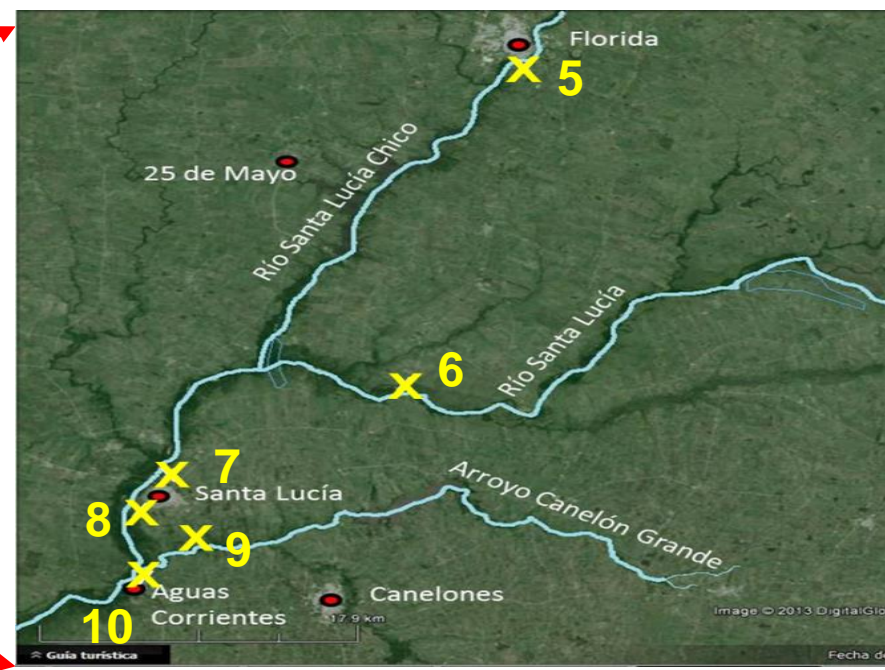 Florida
5
25 de Mayo
Río Santa Lucía Chico
Río Santa Lucía
6
7
Santa Lucía
Arroyo Canelón Grande
8
9
Aguas
Corrientes
Canelones
10
17.9 km
Image © 2013 DigitalGlo
Guía turística
Fecha de